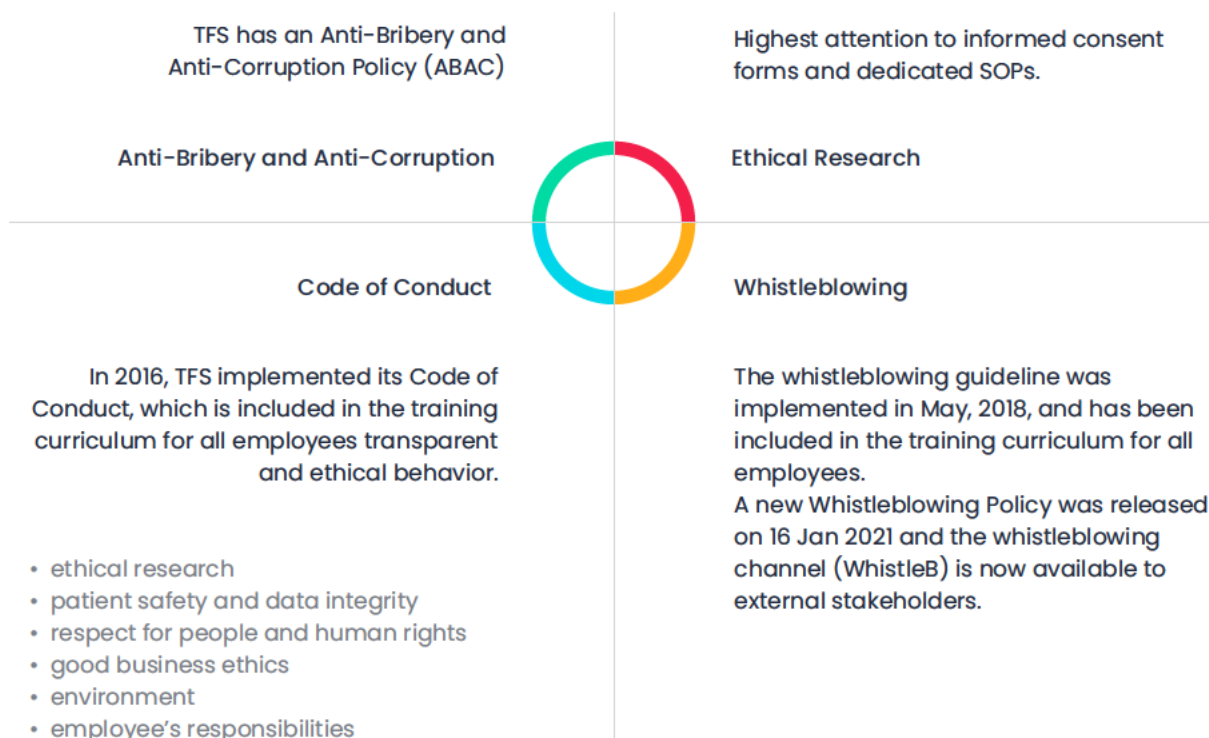 TFS has an Anti-Bribery and
Anti-Corruption Policy (ABAC)
Anti-Bribery and Anti-Corruption
Highest attention to informed consent
forms and dedicated SOPs.
Ethical Research
Code of Conduct
In 2016, TFS implemented its Code of
Conduct, which is included in the training
curriculum for all employees transparent
and ethical behavior.
• ethical research
• patient safety and data integrity
• respect for people and human rights
• good business ethics
• environment
• employee's responsibilities
Whistleblowing
The whistleblowing guideline was
implemented in May, 2018, and has been
included in the training curriculum for all
employees.
A new Whistleblowing Policy was released
on 16 Jan 2021 and the whistleblowing
channel (WhistleB) is now available to
external stakeholders.